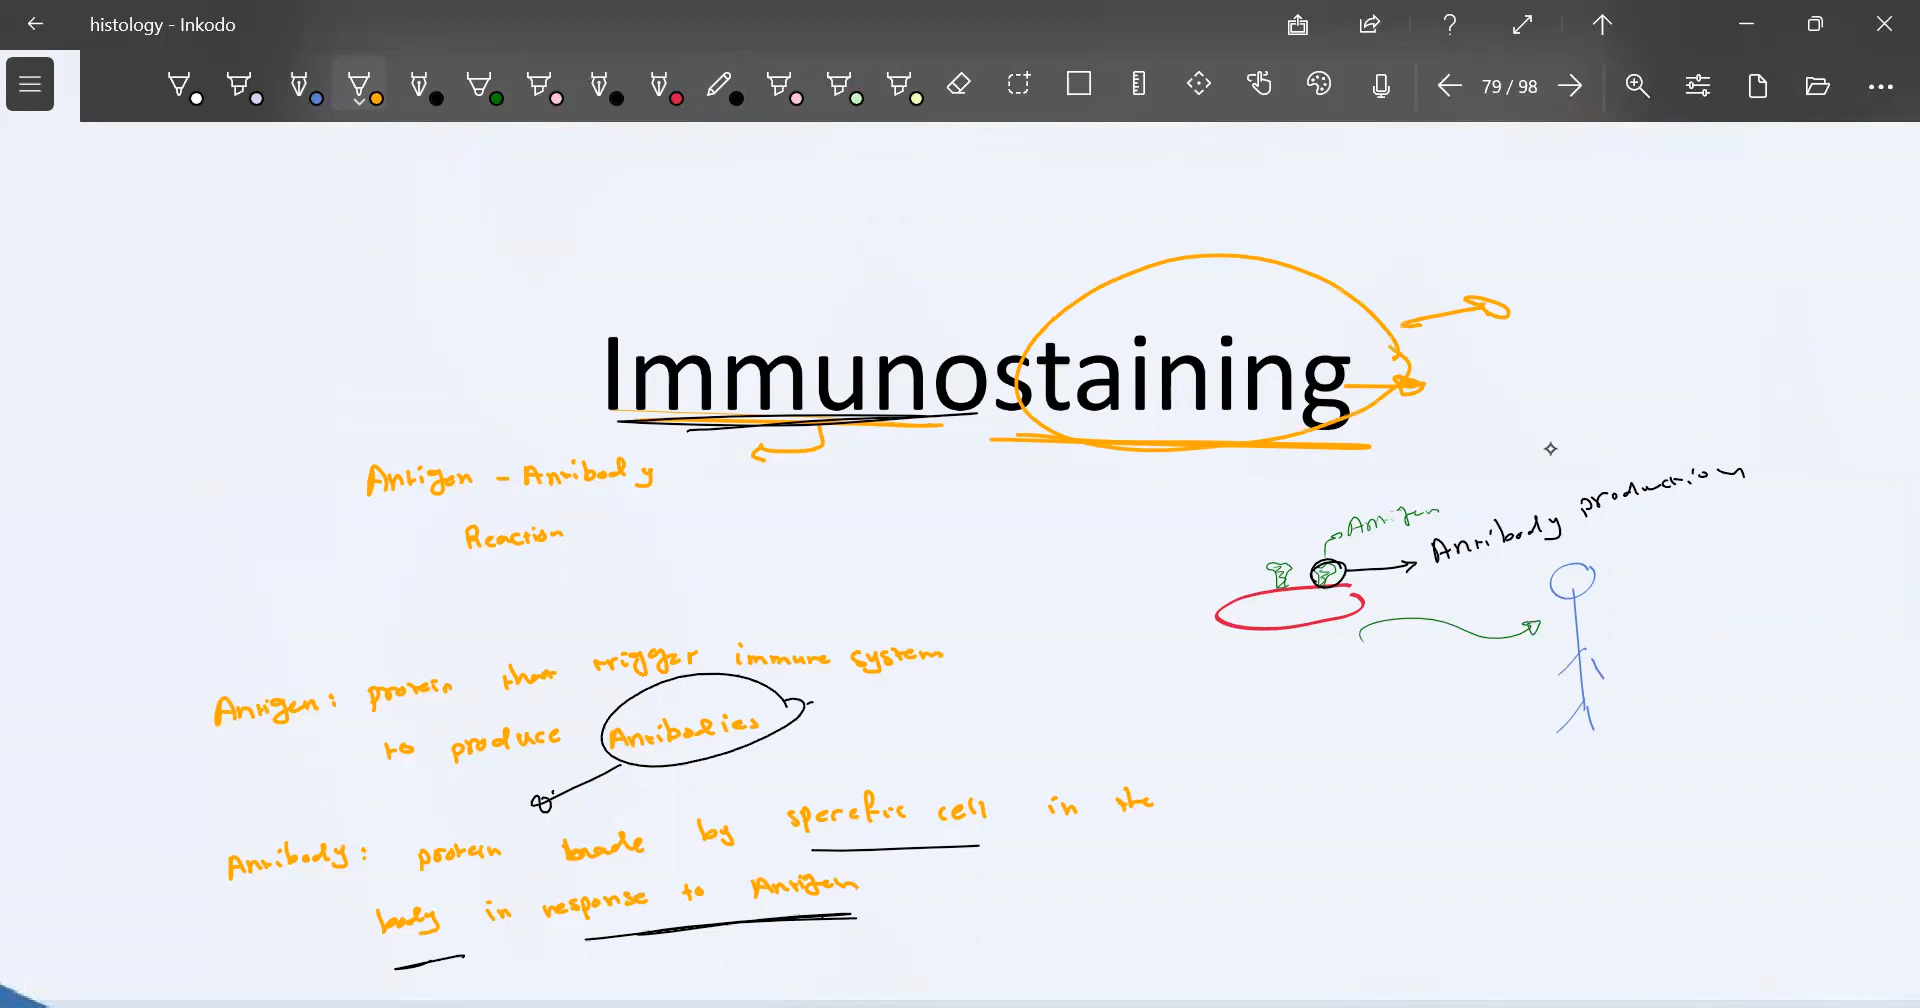 histology - Inkodo
79 / 98
Immunostaining
Antigen - Antibody
Reaction
Antigen
Antibody production
Antigen: protein that trigger immune system
to produce Antibodies
Antibody: protein made by specific cell in the
body in response to Antigen